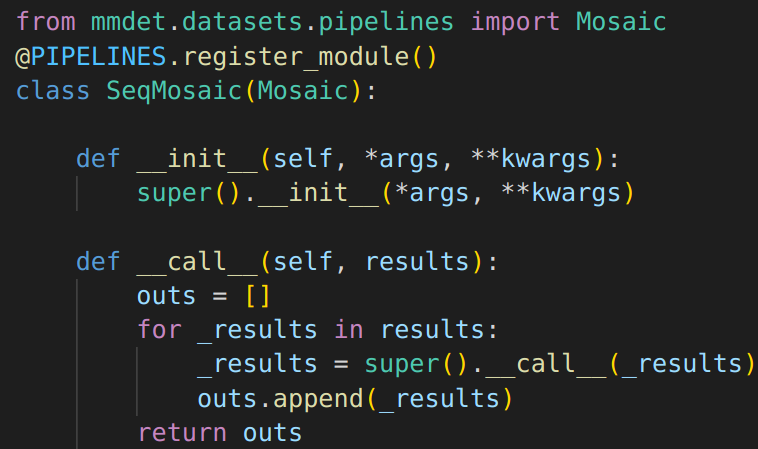 from mmdet.datasets.pipelines import Mosaic
@PIPELINES.register_module()
class SeqMosaic(Mosaic):
def __init__(self, *args, **kwargs):
super().__init__(*args, **kwargs)
def __call__(self, results):
outs = []
for _results in results:
_results = super().__call__(_results)
outs.append(_results)
return outs